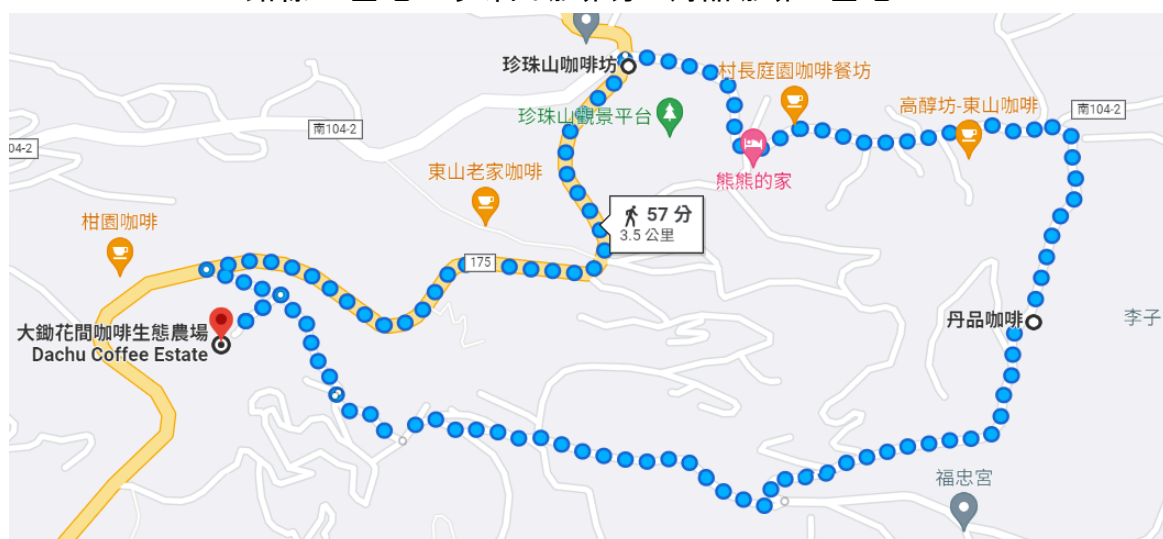 珍珠山咖啡坊
村長庭園咖啡餐坊
高醇坊-東山咖啡
南104-2
南104-2
珍珠山觀景平台
04-2
東山老家咖啡
熊熊的家
57 分
3.5 公里
柑園咖啡
175
大鋤花間咖啡生態農場
Dachu Coffee Estate
丹品咖啡
李子
福忠宮